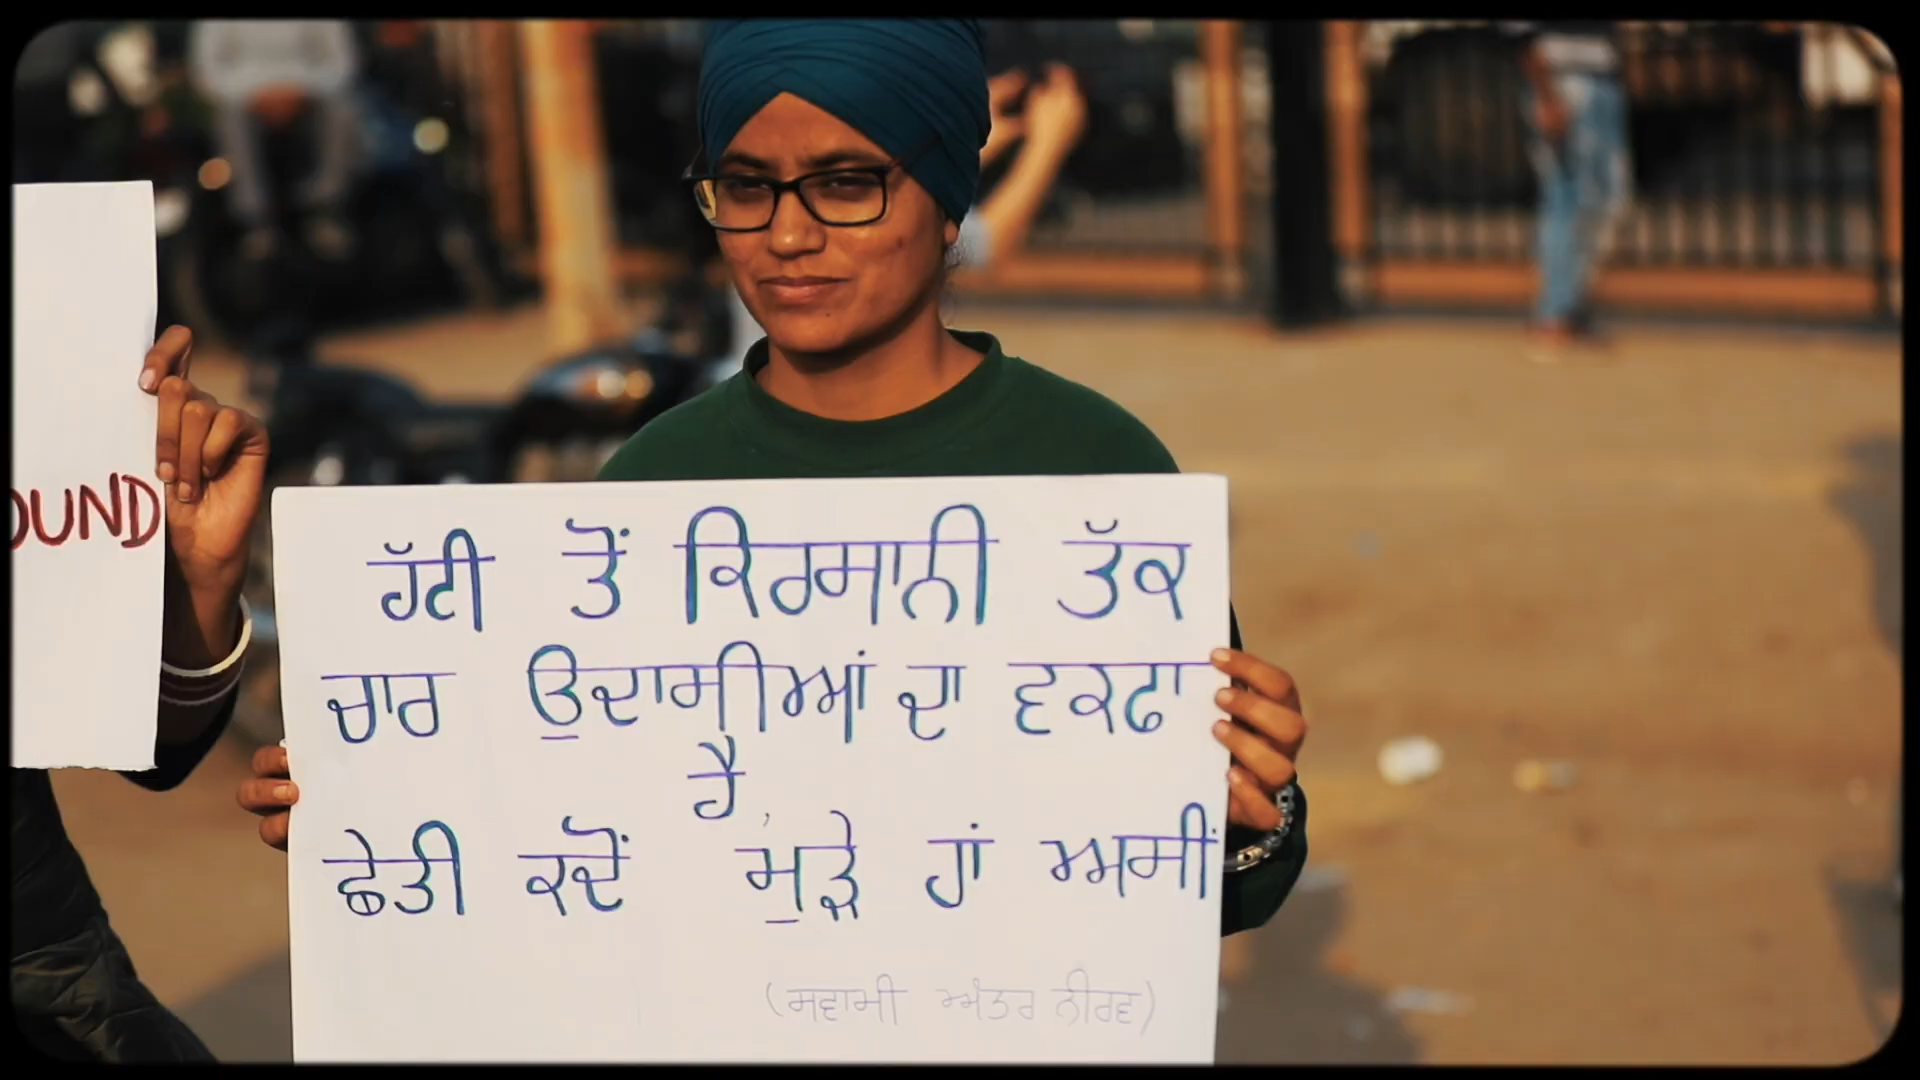 OUND
ਹੱਟੀ ਤੋਂ ਕਿਰਸਾਨੀ ਤੱਕ
ਚਾਰ ਉਦਾਸੀਆਂ ਦਾ ਵਕਫਾ
ਹੈ,
ਛੇਤੀ ਕਦੋਂ ਮੁੜੇ ਹਾਂ ਅਸੀਂ
(ਸਵਾਮੀ ਅੰਤਰ ਨੀਰਵ)